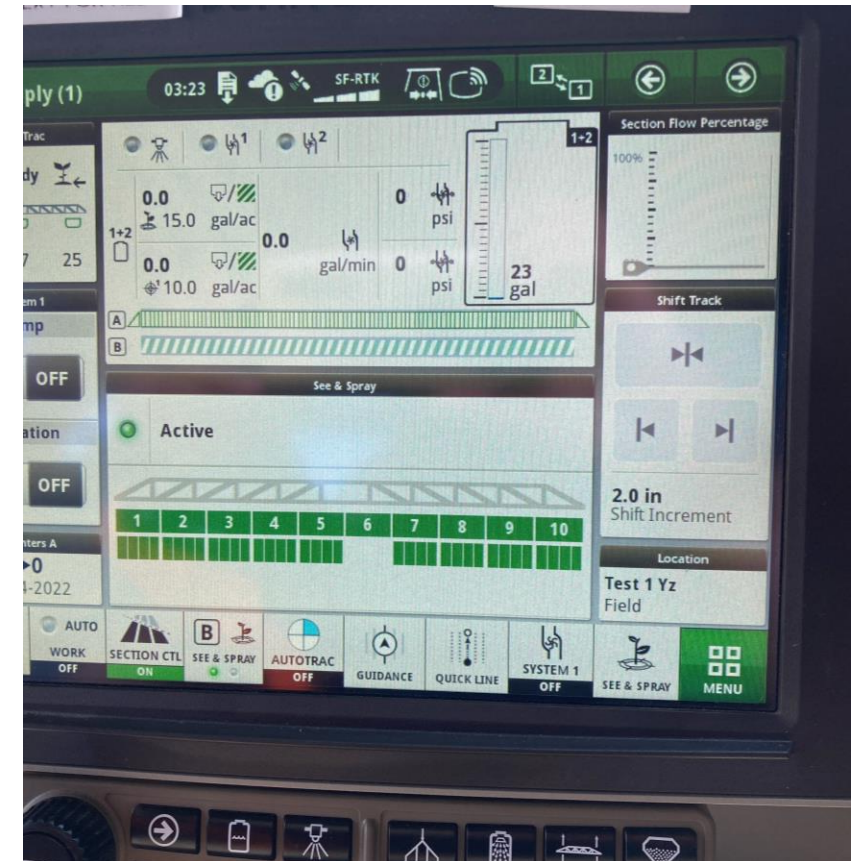 ply (1)
03:23
SF-RTK
2
1
Trac
dy
25
0.0
15.0 gal/ac
0.0
10.0 gal/ac
1+2
0.0
gal/min
0
psi
0
psi
1
2
1+2
23
gal
A
B
Section Flow Percentage
100%
em 1
mp
OFF
ation
OFF
See & Spray
Active
1 2 3 4 5 6 7 8 9 10
Shift Track
2.0 in
Shift Increment
Location
Test 1 Yz
Field
nters A
0
-2022
AUTO
WORK
OFF
SECTION CTL
ON
B
SEE & SPRAY
AUTOTRAC
OFF
GUIDANCE
QUICK LINE
SYSTEM 1
OFF
SEE & SPRAY
MENU